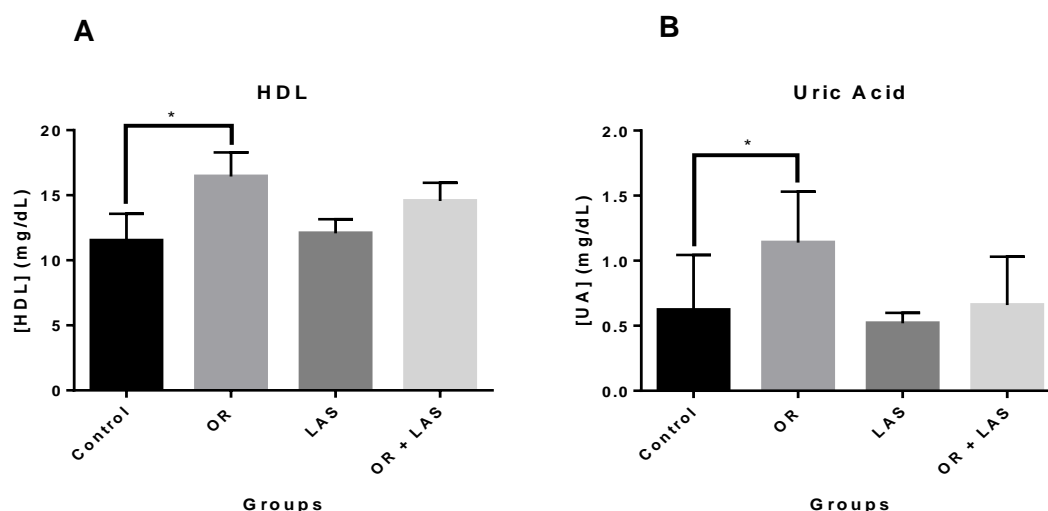 A
HDL
*
20
15
10
5
0
[HDL] (mg/dL)
Control
OR
LAS
OR + LAS
Groups
B
Uric Acid
*
2.0
1.5
1.0
0.5
0.0
[UA] (mg/dL)
Control
OR
LAS
OR + LAS
Groups